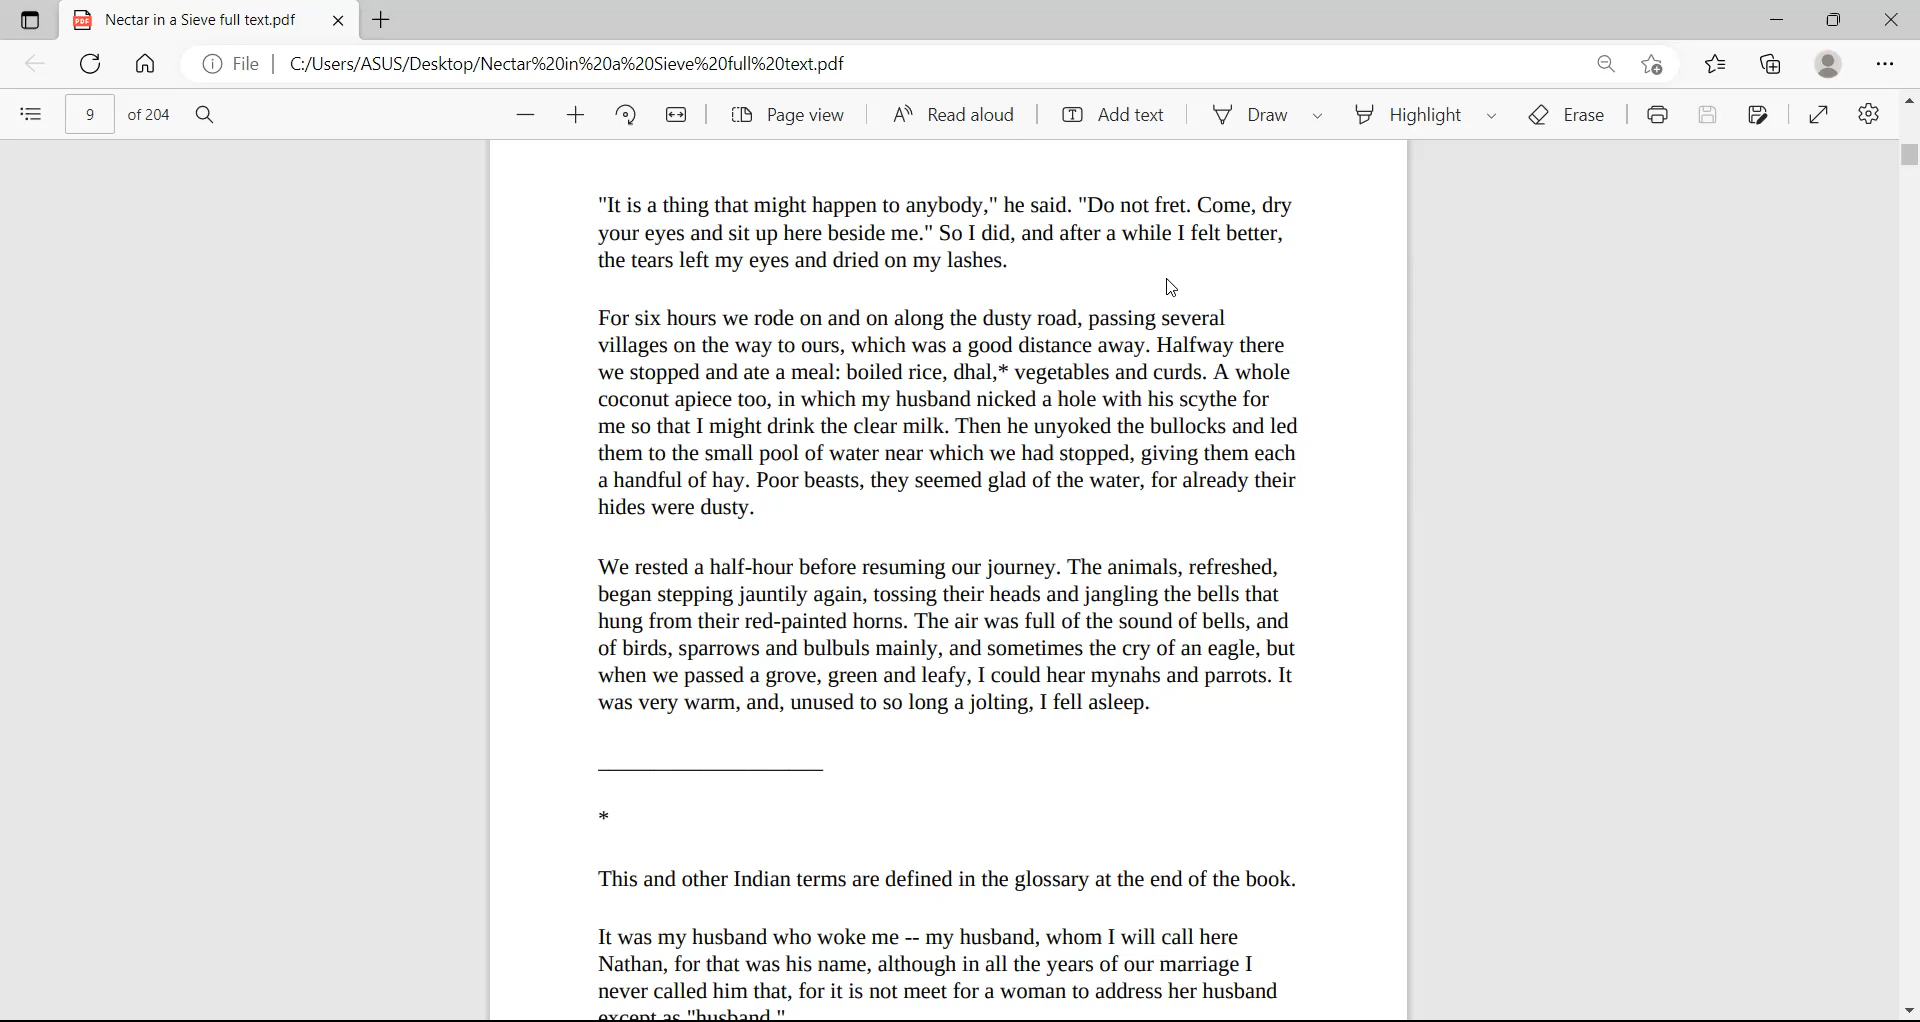 Nectar in a Sieve full text.pdf
File C:/Users/ASUS/Desktop/Nectar%20in%20a%20Sieve%20full%20text.pdf
9 of 204 Page view Read aloud Add text Draw Highlight Erase
"It is a thing that might happen to anybody," he said. "Do not fret. Come, dry
your eyes and sit up here beside me." So I did, and after a while I felt better,
the tears left my eyes and dried on my lashes.
For six hours we rode on and on along the dusty road, passing several
villages on the way to ours, which was a good distance away. Halfway there
we stopped and ate a meal: boiled rice, dhal,* vegetables and curds. A whole
coconut apiece too, in which my husband nicked a hole with his scythe for
me so that I might drink the clear milk. Then he unyoked the bullocks and led
them to the small pool of water near which we had stopped, giving them each
a handful of hay. Poor beasts, they seemed glad of the water, for already their
hides were dusty.
We rested a half-hour before resuming our journey. The animals, refreshed,
began stepping jauntily again, tossing their heads and jangling the bells that
hung from their red-painted horns. The air was full of the sound of bells, and
of birds, sparrows and bulbuls mainly, and sometimes the cry of an eagle, but
when we passed a grove, green and leafy, I could hear mynahs and parrots. It
was very warm, and, unused to so long a jolting, I fell asleep.
*
This and other Indian terms are defined in the glossary at the end of the book.
It was my husband who woke me -- my husband, whom I will call here
Nathan, for that was his name, although in all the years of our marriage I
never called him that, for it is not meet for a woman to address her husband
except as "husband."